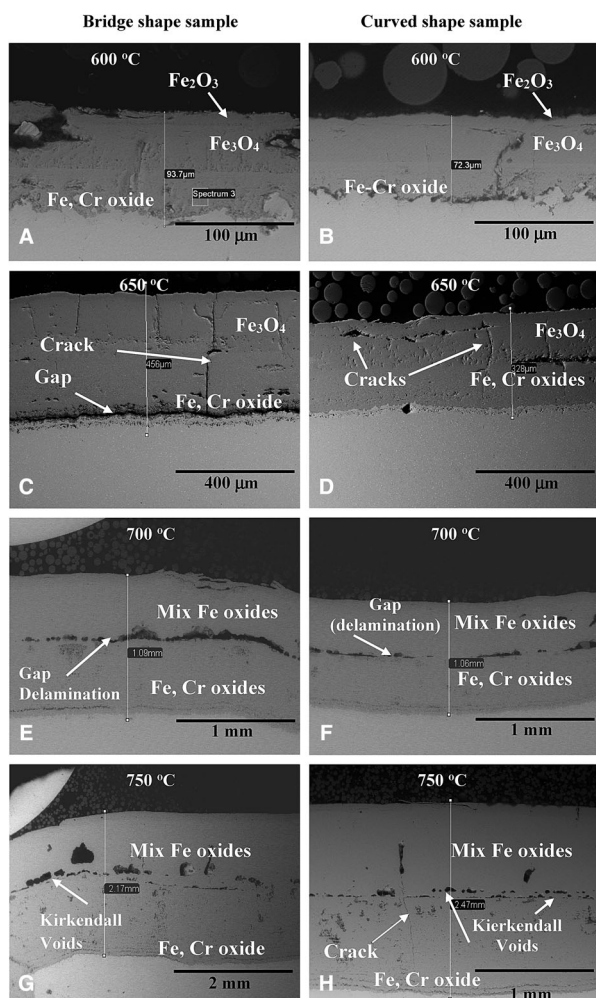 Bridge shape sample
Curved shape sample
600 °C
Fe₂O₃
Fe₃O₄
93.7µm
Spectrum 3
Fe, Cr oxide
A
100 µm
600 °C
Fe₂O₃
Fe₃O₄
72.3µm
Fe-Cr oxide
B
100 µm
650 °C
Fe₃O₄
Crack
456µm
Gap
Fe, Cr oxide
C
400 µm
650 °C
Fe₃O₄
Cracks
Fe, Cr oxides
328µm
D
400 µm
700 °C
Mix Fe oxides
1.09mm
Gap
Delamination
Fe, Cr oxides
E
1 mm
700 °C
Gap
(delamination)
Mix Fe oxides
1.06mm
Fe, Cr oxides
F
1 mm
750 °C
Mix Fe oxides
2.17mm
Kirkendall
Voids
Fe, Cr oxide
G
2 mm
750 °C
Mix Fe oxides
2.47mm
Kierkendall
Voids
Crack
Fe, Cr oxide
H
1 mm